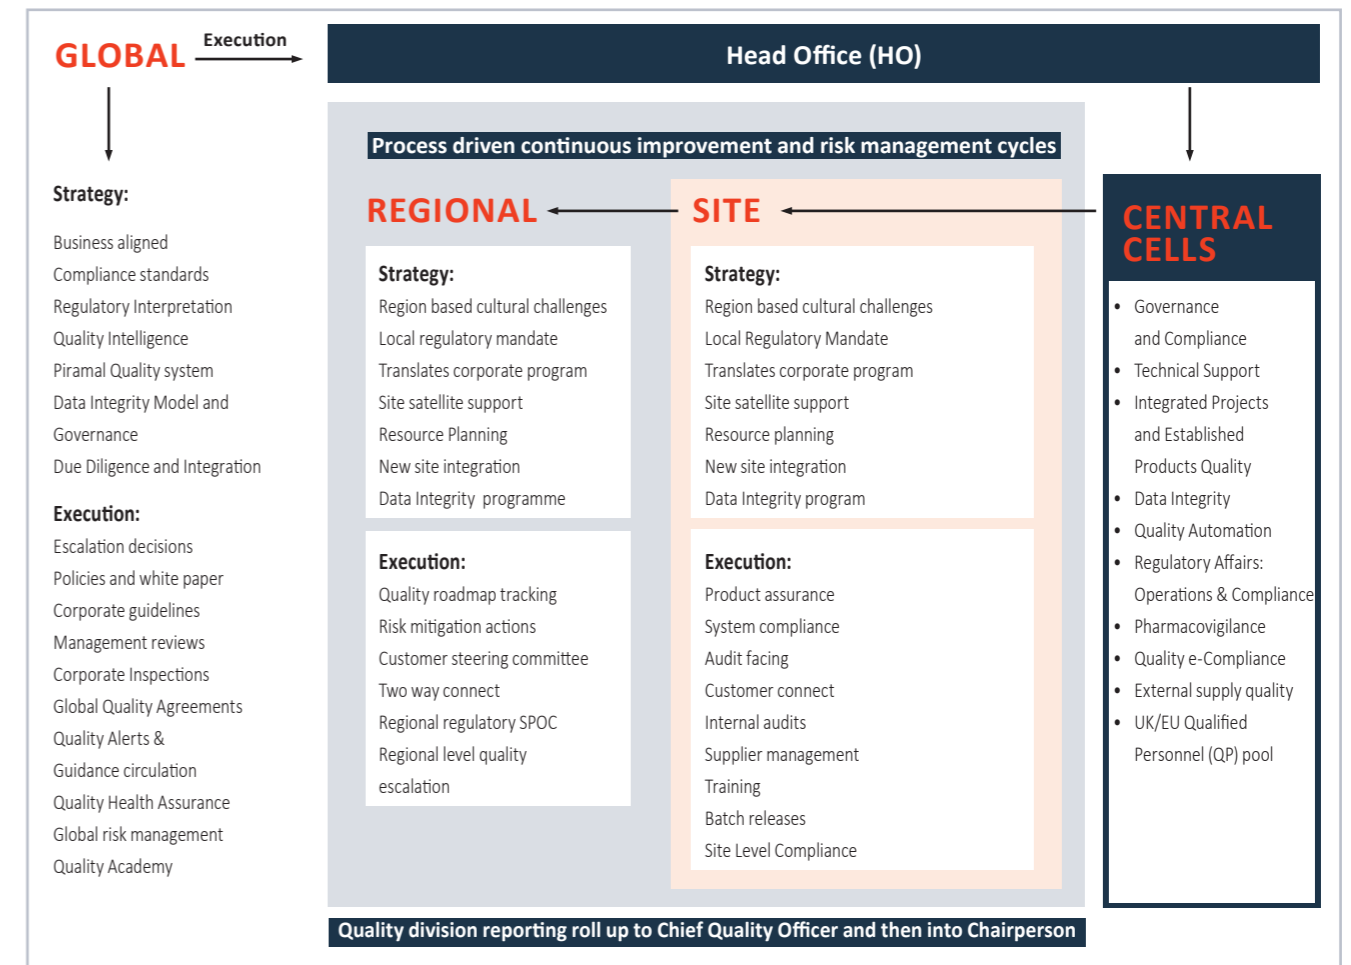 GLOBAL
Execution
Head Office (HO)
Strategy:
Business aligned
Compliance standards
Regulatory Interpretation
Quality Intelligence
Piramal Quality system
Data Integrity Model and
Governance
Due Diligence and Integration
Execution:
Escalation decisions
Policies and white paper
Corporate guidelines
Management reviews
Corporate Inspections
Global Quality Agreements
Quality Alerts &
Guidance circulation
Quality Health Assurance
Global risk management
Quality Academy
Process driven continuous improvement and risk management cycles
REGIONAL
Strategy:
Region based cultural challenges
Local regulatory mandate
Translates corporate program
Site satellite support
Resource Planning
New site integration
Data Integrity programme
Execution:
Quality roadmap tracking
Risk mitigation actions
Customer steering committee
Two way connect
Regional regulatory SPOC
Regional level quality
escalation
SITE
Strategy:
Region based cultural challenges
Local Regulatory Mandate
Translates corporate program
Site satellite support
Resource planning
New site integration
Data Integrity program
Execution:
Product assurance
System compliance
Audit facing
Customer connect
Internal audits
Supplier management
Training
Batch releases
Site Level Compliance
CENTRAL
CELLS
• Governance
and Compliance
• Technical Support
• Integrated Projects
and Established
Products Quality
• Data Integrity
• Quality Automation
• Regulatory Affairs:
Operations & Compliance
• Pharmacovigilance
• Quality e-Compliance
• External supply quality
• UK/EU Qualified
Personnel (QP) pool
Quality division reporting roll up to Chief Quality Officer and then into Chairperson